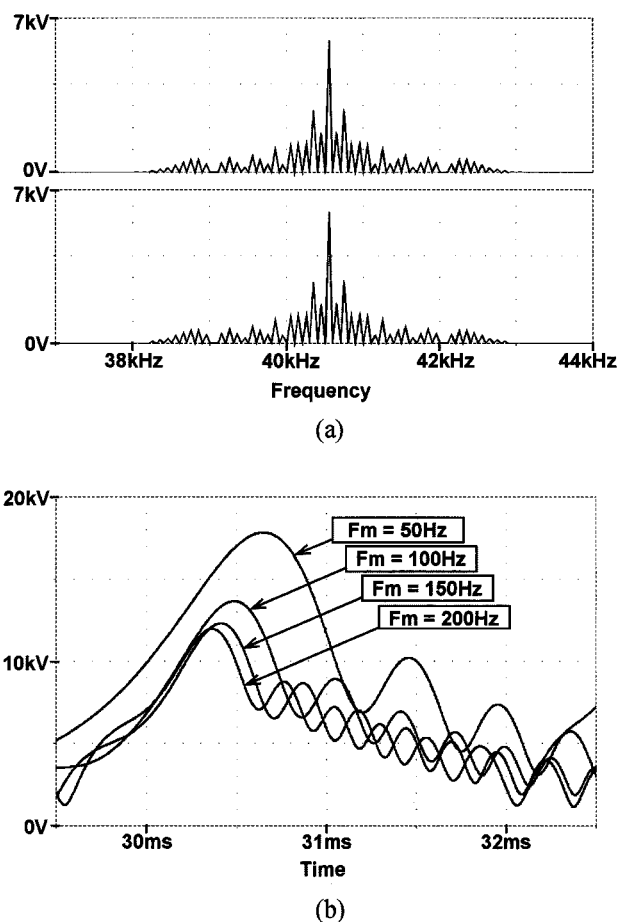 7kV
0V
7kV
0V
38kHz 40kHz 42kHz 44kHz
Frequency
(a)
20kV
Fm = 50Hz
Fm = 100Hz
Fm = 150Hz
Fm = 200Hz
10kV
0V
30ms 31ms 32ms
Time
(b)